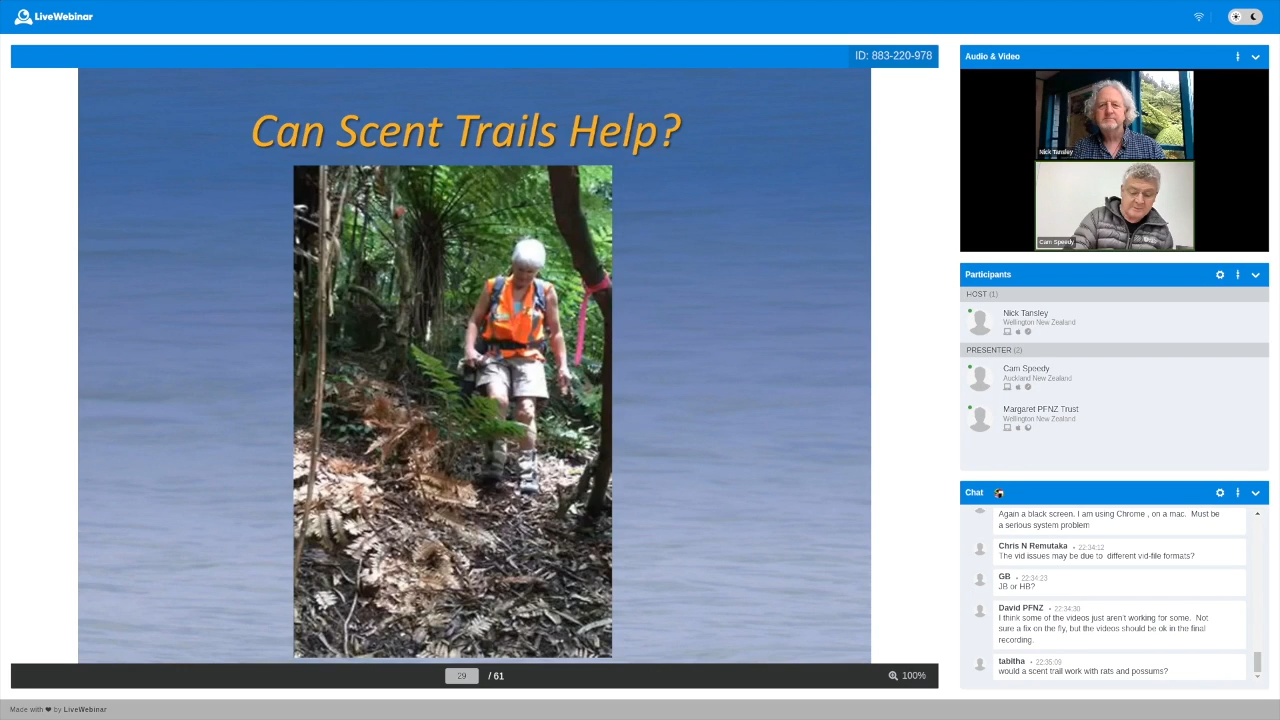 LiveWebinar
ID: 883-220-978
Can Scent Trails Help?
29 / 61
100%
Audio & Video
Nick Tansley
Cam Speedy
Participants
HOST (1)
Nick Tansley
Wellington New Zealand
PRESENTER (2)
Cam Speedy
Auckland New Zealand
Margaret PFNZ Trust
Wellington New Zealand
Chat
Again a black screen. I am using Chrome , on a mac. Must be
a serious system problem
Chris N Remutaka • 22:34:12
The vid issues may be due to different vid-file formats?
GB • 22:34:23
JB or HB?
David PFNZ • 22:34:30
I think some of the videos just aren't working for some. Not
sure a fix on the fly, but the videos should be ok in the final
recording.
tabitha • 22:35:09
would a scent trail work with rats and possums?
Made with ❤ by LiveWebinar